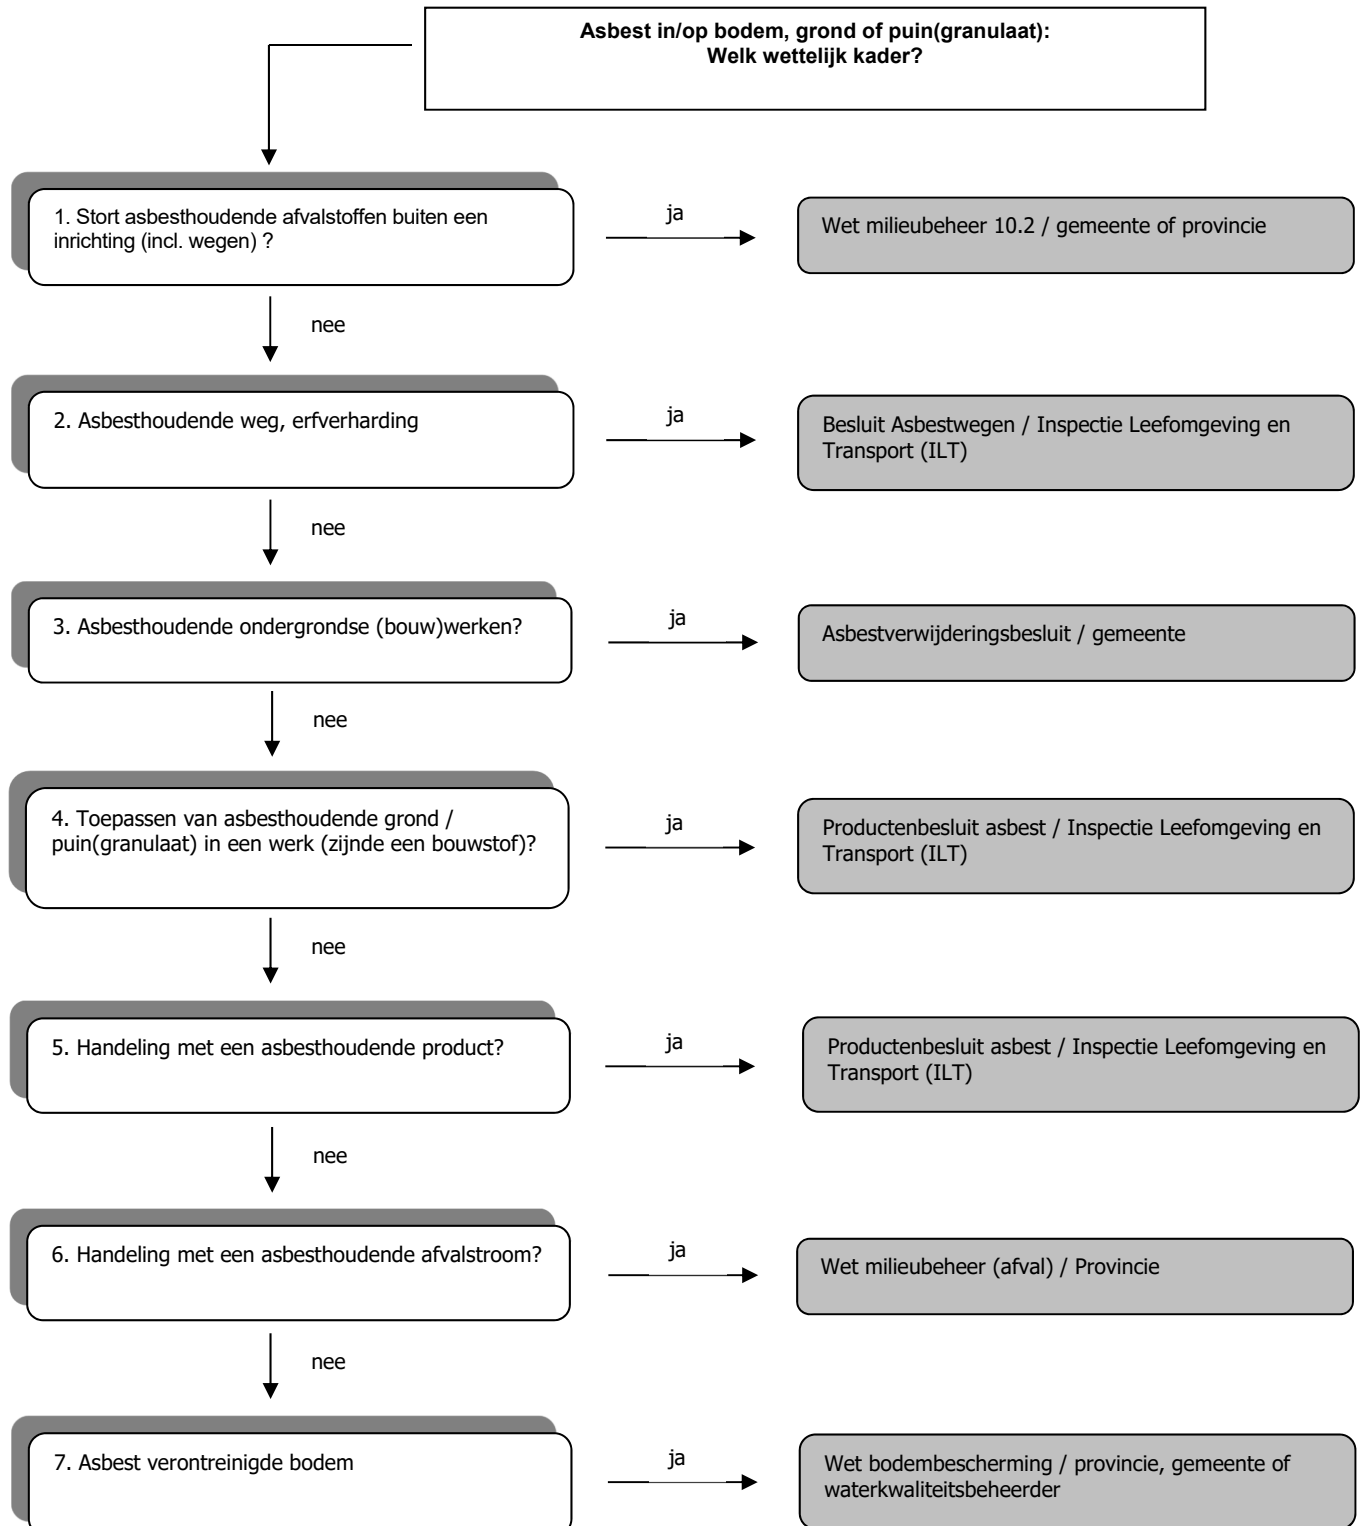 Asbest in/op bodem, grond of puin(granulaat):
Welk wettelijk kader?
1. Stort asbesthoudende afvalstoffen buiten een
inrichting (incl. wegen) ?
ja
Wet milieubeheer 10.2 / gemeente of provincie
nee
2. Asbesthoudende weg, erfverharding
ja
Besluit Asbestwegen / Inspectie Leefomgeving en
Transport (ILT)
nee
3. Asbesthoudende ondergrondse (bouw)werken?
ja
Asbestverwijderingsbesluit / gemeente
nee
4. Toepassen van asbesthoudende grond /
puin(granulaat) in een werk (zijnde een bouwstof)?
ja
Productenbesluit asbest / Inspectie Leefomgeving en
Transport (ILT)
nee
5. Handeling met een asbesthoudende product?
ja
Productenbesluit asbest / Inspectie Leefomgeving en
Transport (ILT)
nee
6. Handeling met een asbesthoudende afvalstroom?
ja
Wet milieubeheer (afval) / Provincie
nee
7. Asbest verontreinigde bodem
ja
Wet bodembescherming / provincie, gemeente of
waterkwaliteitsbeheerder